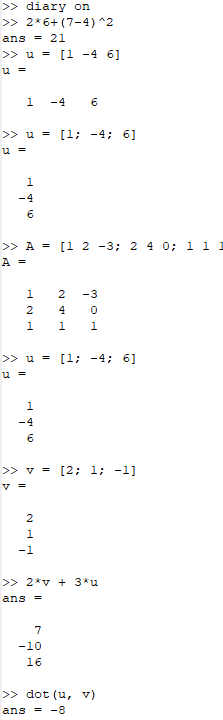 >> diary on
>> 2*6+(7-4)^2
ans = 21
>> u = [1 -4 6]
u =
1 -4 6
>> u = [1; -4; 6]
u =
1
-4
6
>> A = [1 2 -3; 2 4 0; 1 1 1
A =
1 2 -3
2 4 0
1 1 1
>> u = [1; -4; 6]
u =
1
-4
6
>> v = [2; 1; -1]
v =
2
1
-1
>> 2*v + 3*u
ans =
7
-10
16
>> dot(u, v)
ans = -8